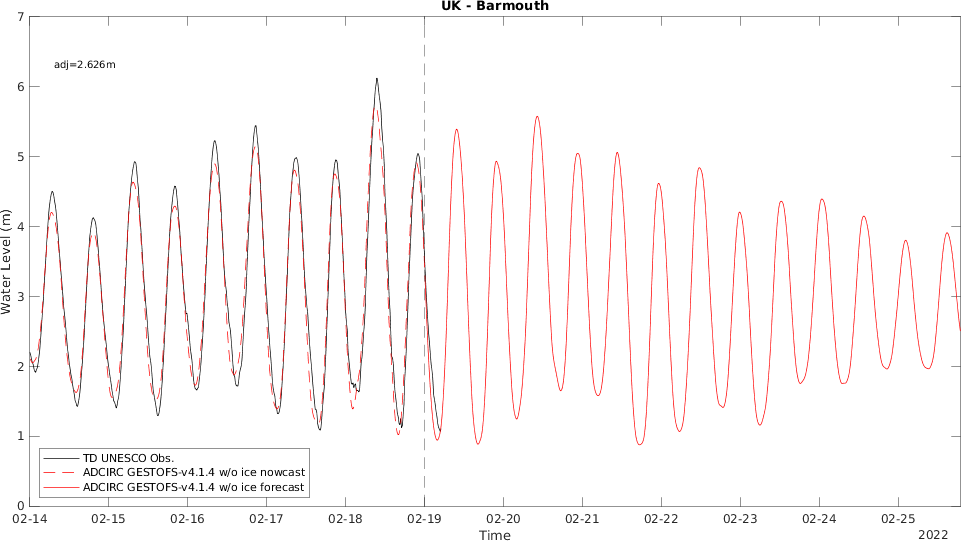 UK - Barmouth
7
adj=2.626m
6
5
4
3
2
1
0
Water Level (m)
TD UNESCO Obs.
ADCIRC GESTOFS-v4.1.4 w/o ice nowcast
ADCIRC GESTOFS-v4.1.4 w/o ice forecast
02-14 02-15 02-16 02-17 02-18 02-19 02-20 02-21 02-22 02-23 02-24 02-25
Time
2022